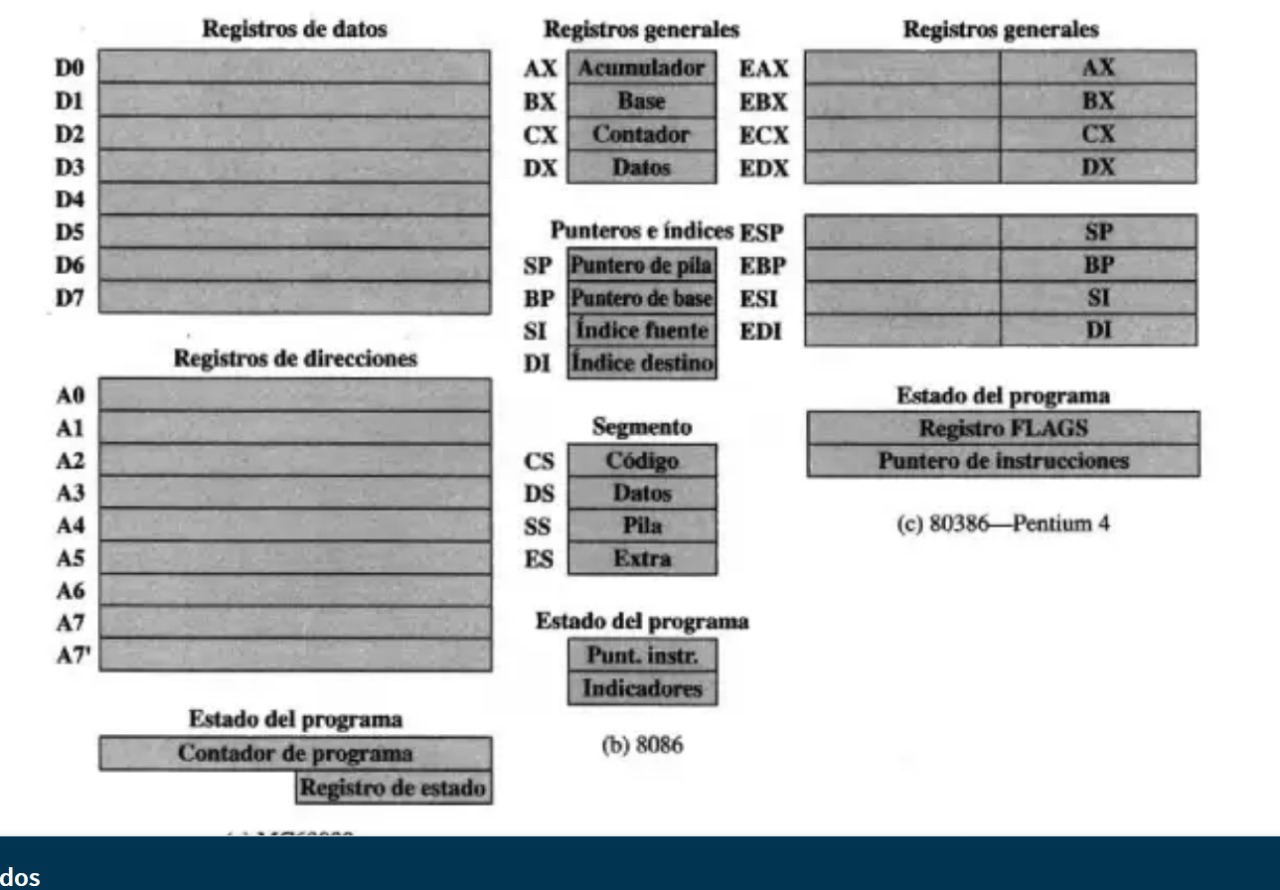 Registros de datos
D0
D1
D2
D3
D4
D5
D6
D7
Registros de direcciones
A0
A1
A2
A3
A4
A5
A6
A7
A7'
Estado del programa
Contador de programa
Registro de estado
Registros generales
AX Acumulador
BX Base
CX Contador
DX Datos
Punteros e índices
SP Puntero de pila
BP Puntero de base
SI Índice fuente
DI Índice destino
Segmento
CS Código
DS Datos
SS Pila
ES Extra
Estado del programa
Punt. instr.
Indicadores
(b) 8086
Registros generales
EAX AX
EBX BX
ECX CX
EDX DX
ESP SP
EBP BP
ESI SI
EDI DI
Estado del programa
Registro FLAGS
Puntero de instrucciones
(c) 80386—Pentium 4
dos